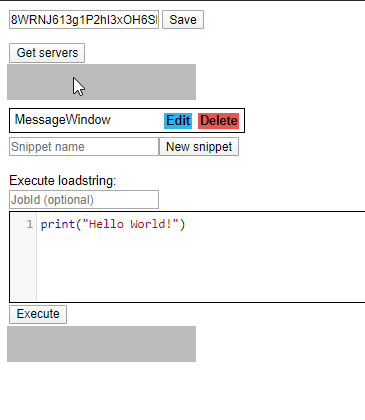 8WRNJ613g1P2hI3xOH6S Save
Get servers
MessageWindow Edit Delete
Snippet name New snippet
Execute loadstring:
JobId (optional)
1 print("Hello World!")
Execute